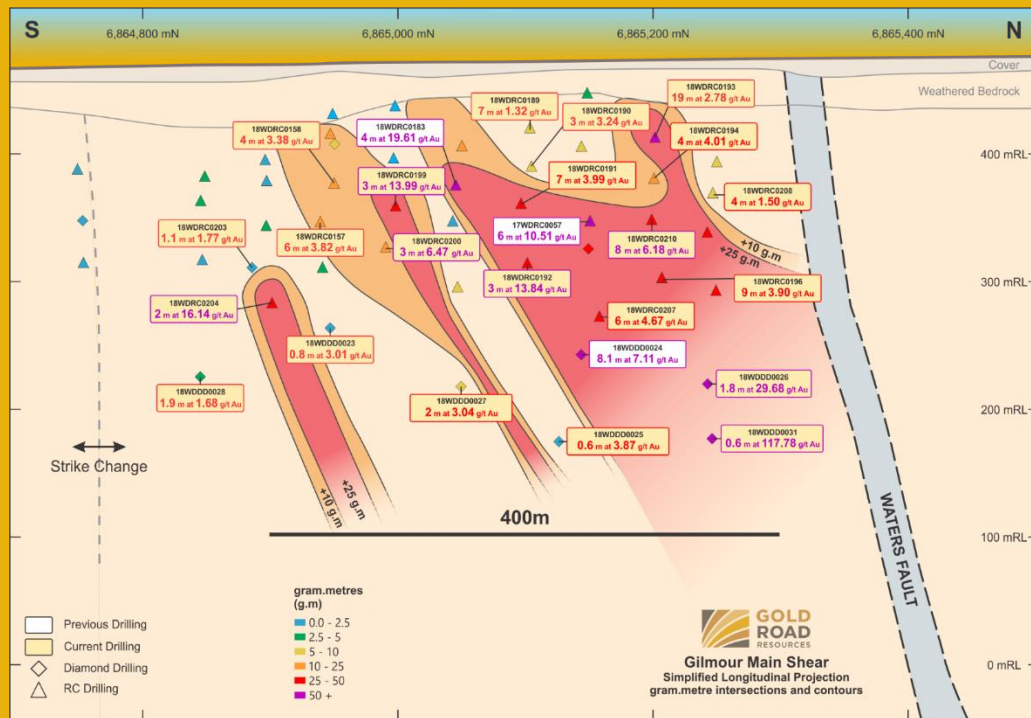 S
6,864,800 mN
6,865,000 mN
6,865,200 mN
6,865,400 mN
N
Cover
Weathered Bedrock
18WDRC0189
7 m at 1.32 g/t Au
18WDRC0190
3 m at 3.24 g/t Au
18WDRC0193
19 m at 2.78 g/t Au
18WDRC0158
4 m at 3.38 g/t Au
18WDRC0183
4 m at 19.61 g/t Au
18WDRC0194
4 m at 4.01 g/t Au
400 mRL
18WDRC0199
3 m at 13.99 g/t Au
18WDRC0191
7 m at 3.99 g/t Au
18WDRC0208
4 m at 1.50 g/t Au
18WDRC0203
1.1 m at 1.77 g/t Au
18WDRC0157
6 m at 3.82 g/t Au
18WDRC0200
3 m at 6.47 g/t Au
17WDRC0057
6 m at 10.51 g/t Au
18WDRC0210
8 m at 6.18 g/t Au
+10 g.m
+25 g.m
300 mRL
18WDRC0204
2 m at 16.14 g/t Au
18WDRC0192
3 m at 13.84 g/t Au
18WDRC0196
9 m at 3.90 g/t Au
18WDRC0207
6 m at 4.67 g/t Au
18WDDD0023
0.8 m at 3.01 g/t Au
18WDDD0024
8.1 m at 7.11 g/t Au
18WDDD0028
1.9 m at 1.68 g/t Au
18WDDD0027
2 m at 3.04 g/t Au
18WDDD0026
1.8 m at 29.68 g/t Au
200 mRL
18WDDD0025
0.6 m at 3.87 g/t Au
18WDDD0031
0.6 m at 117.78 g/t Au
Strike Change
+10 g.m
+25 g.m
400m
100 mRL
WATERS FAULT
gram.metres
(g.m)
0.0 - 2.5
2.5 - 5
5 - 10
10 - 25
25 - 50
50 +
Previous Drilling
Current Drilling
Diamond Drilling
RC Drilling
GOLD
ROAD
RESOURCES
Gilmour Main Shear
Simplified Longitudinal Projection
gram.metre intersections and contours
0 mRL